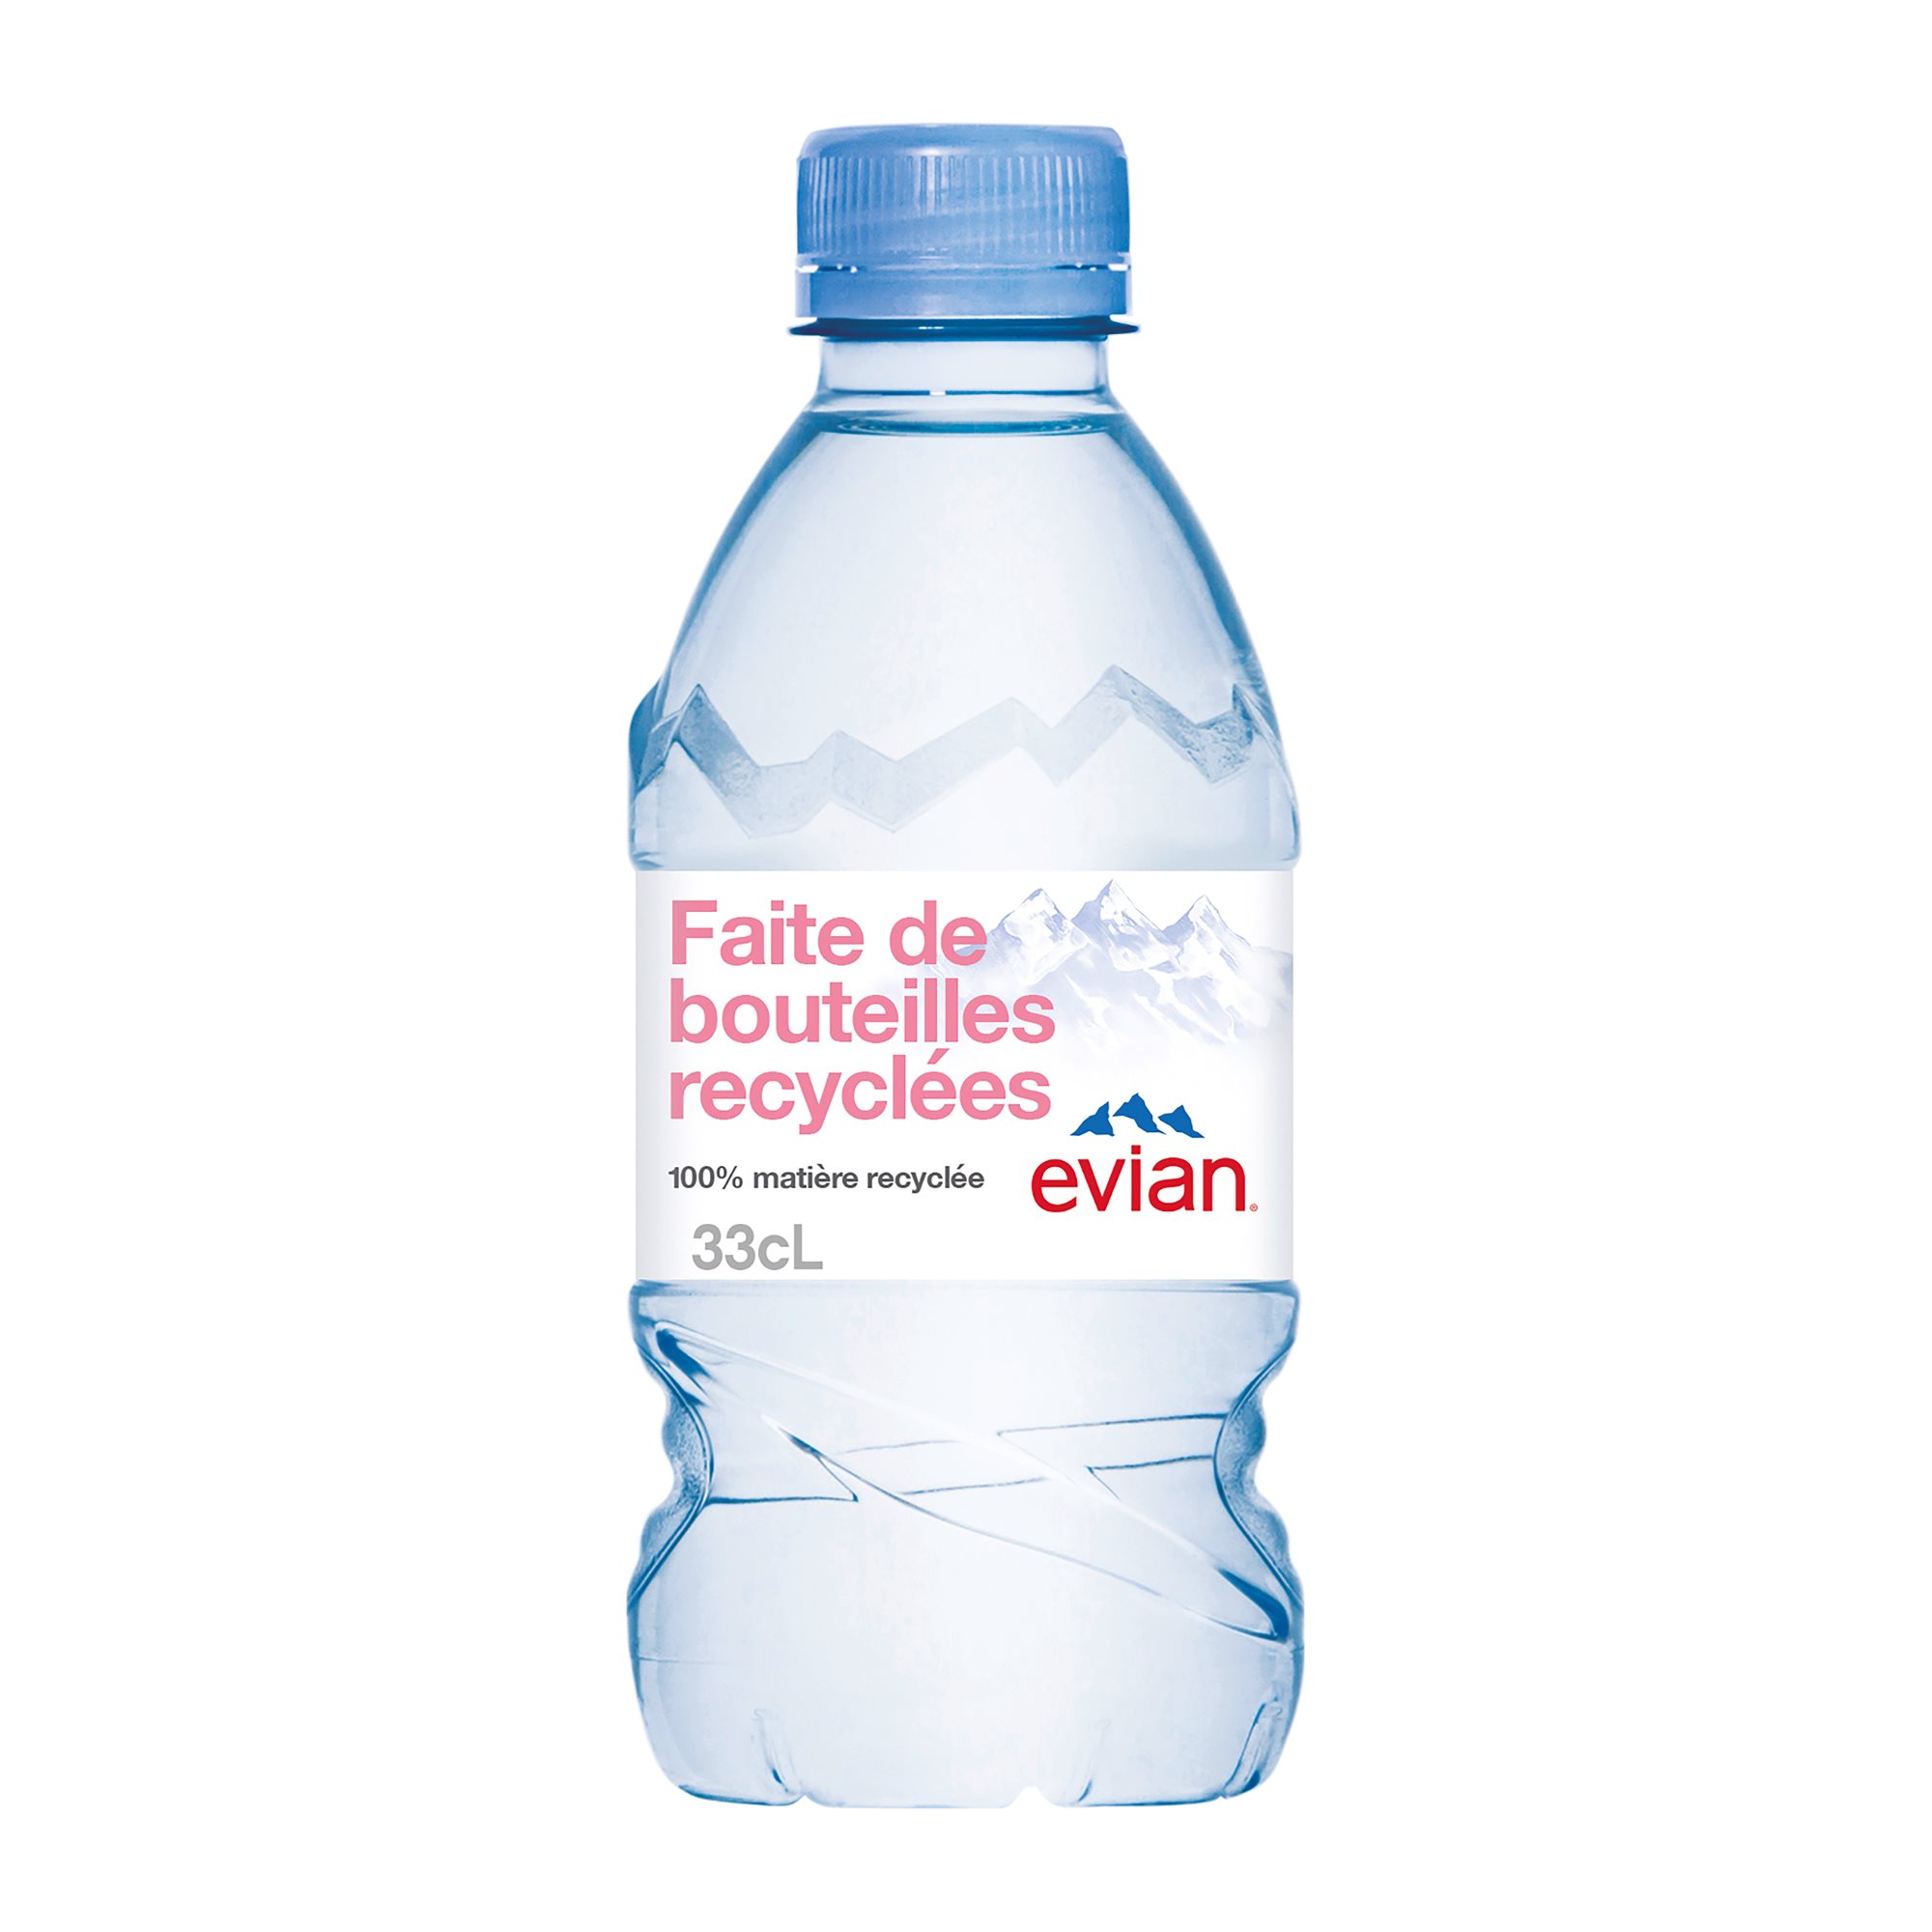 Faite de
bouteilles
recyclées
100% matière recyclée
evian®
33cL